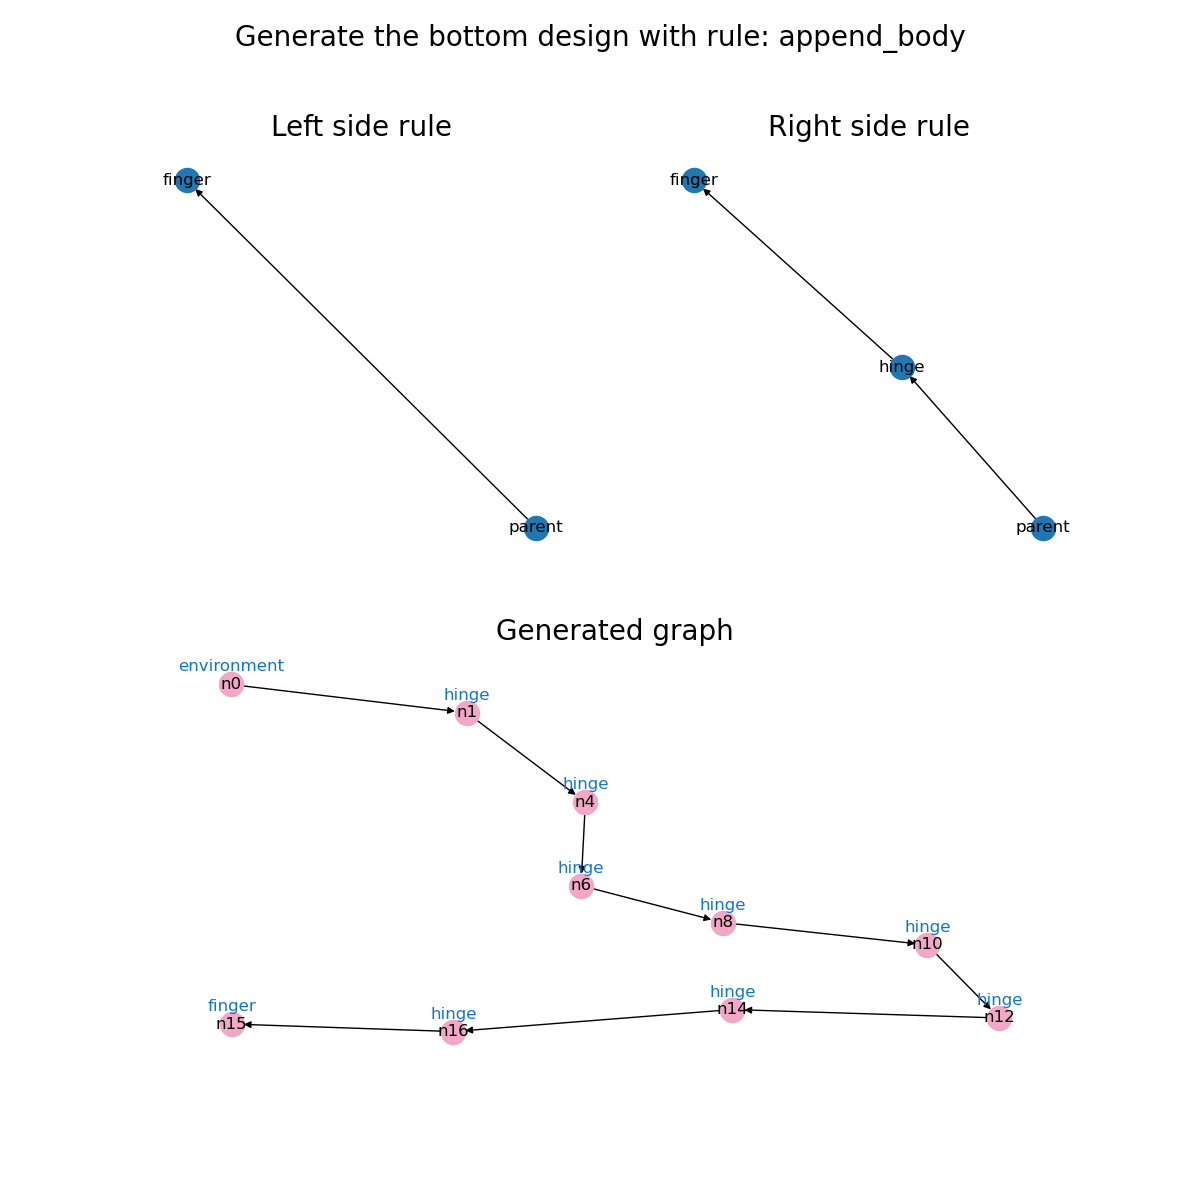 Generate the bottom design with rule: append_body
Left side rule
Right side rule
finger
finger
hinge
parent
parent
Generated graph
environment
n0
hinge
n1
hinge
n4
hinge
n6
hinge
n8
hinge
n10
hinge
n12
hinge
n14
hinge
n16
finger
n15